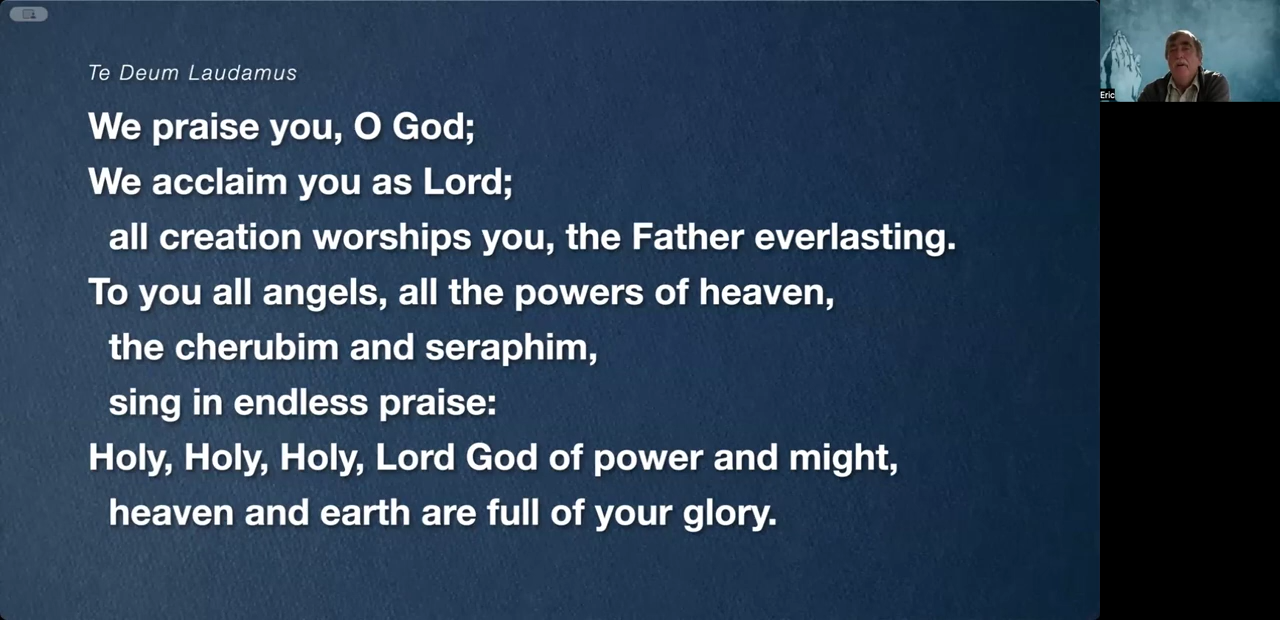 Te Deum Laudamus
We praise you, O God;
We acclaim you as Lord;
all creation worships you, the Father everlasting.
To you all angels, all the powers of heaven,
the cherubim and seraphim,
sing in endless praise:
Holy, Holy, Holy, Lord God of power and might,
heaven and earth are full of your glory.
Eric